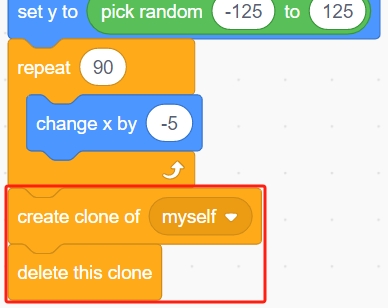 set y to pick random -125 to 125
repeat 90
change x by -5
create clone of myself
delete this clone